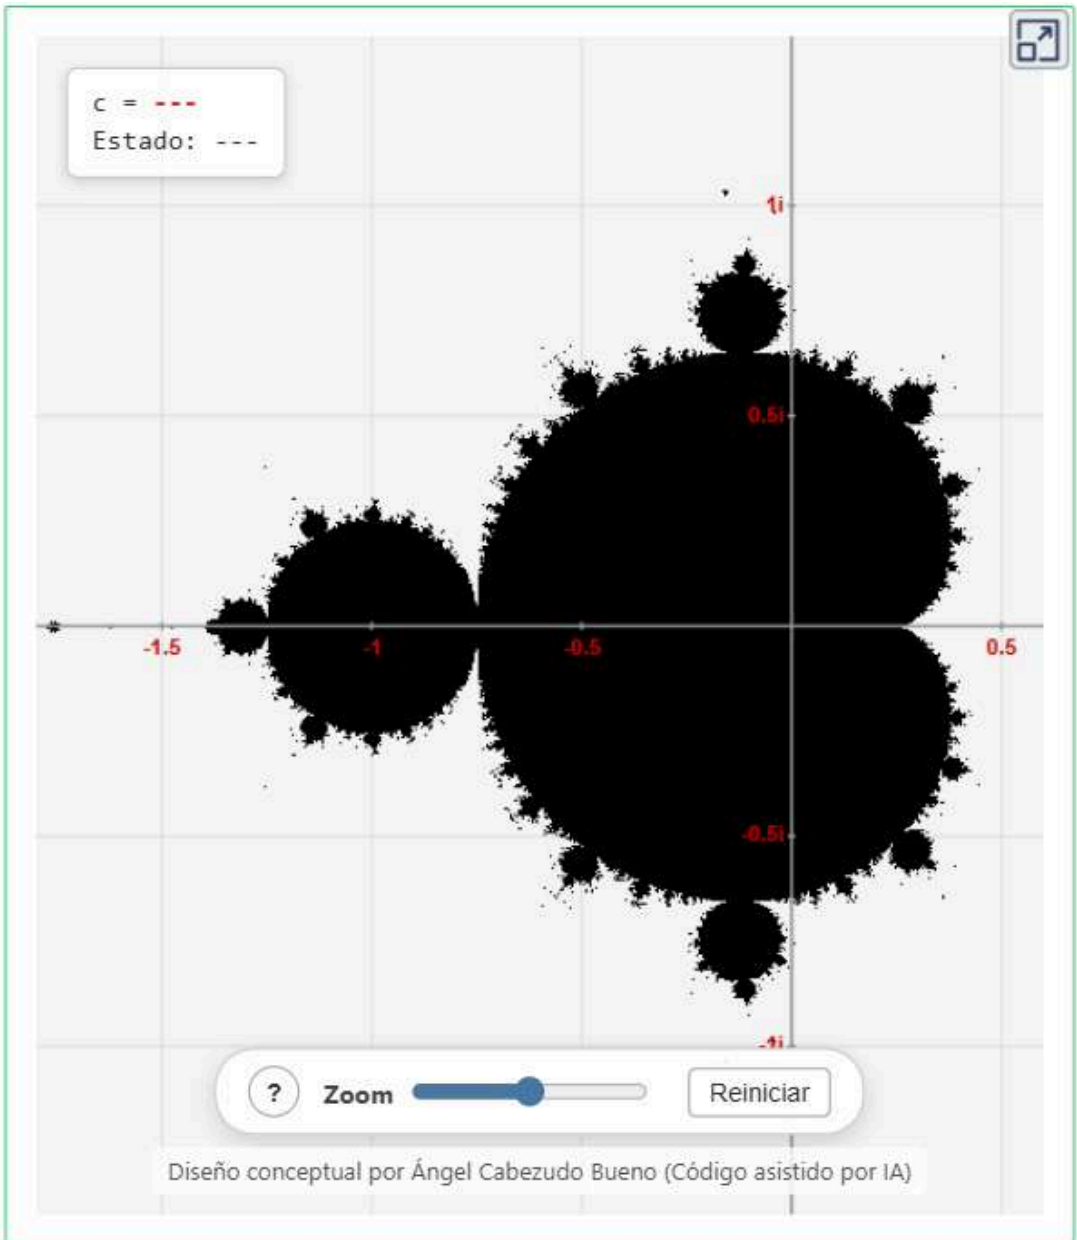 c = ---
Estado: ---
1i
0.5i
-1.5
-1
-0.5
0.5
-0.5i
-1i
? Zoom Reiniciar
Diseño conceptual por Ángel Cabezudo Bueno (Código asistido por IA)